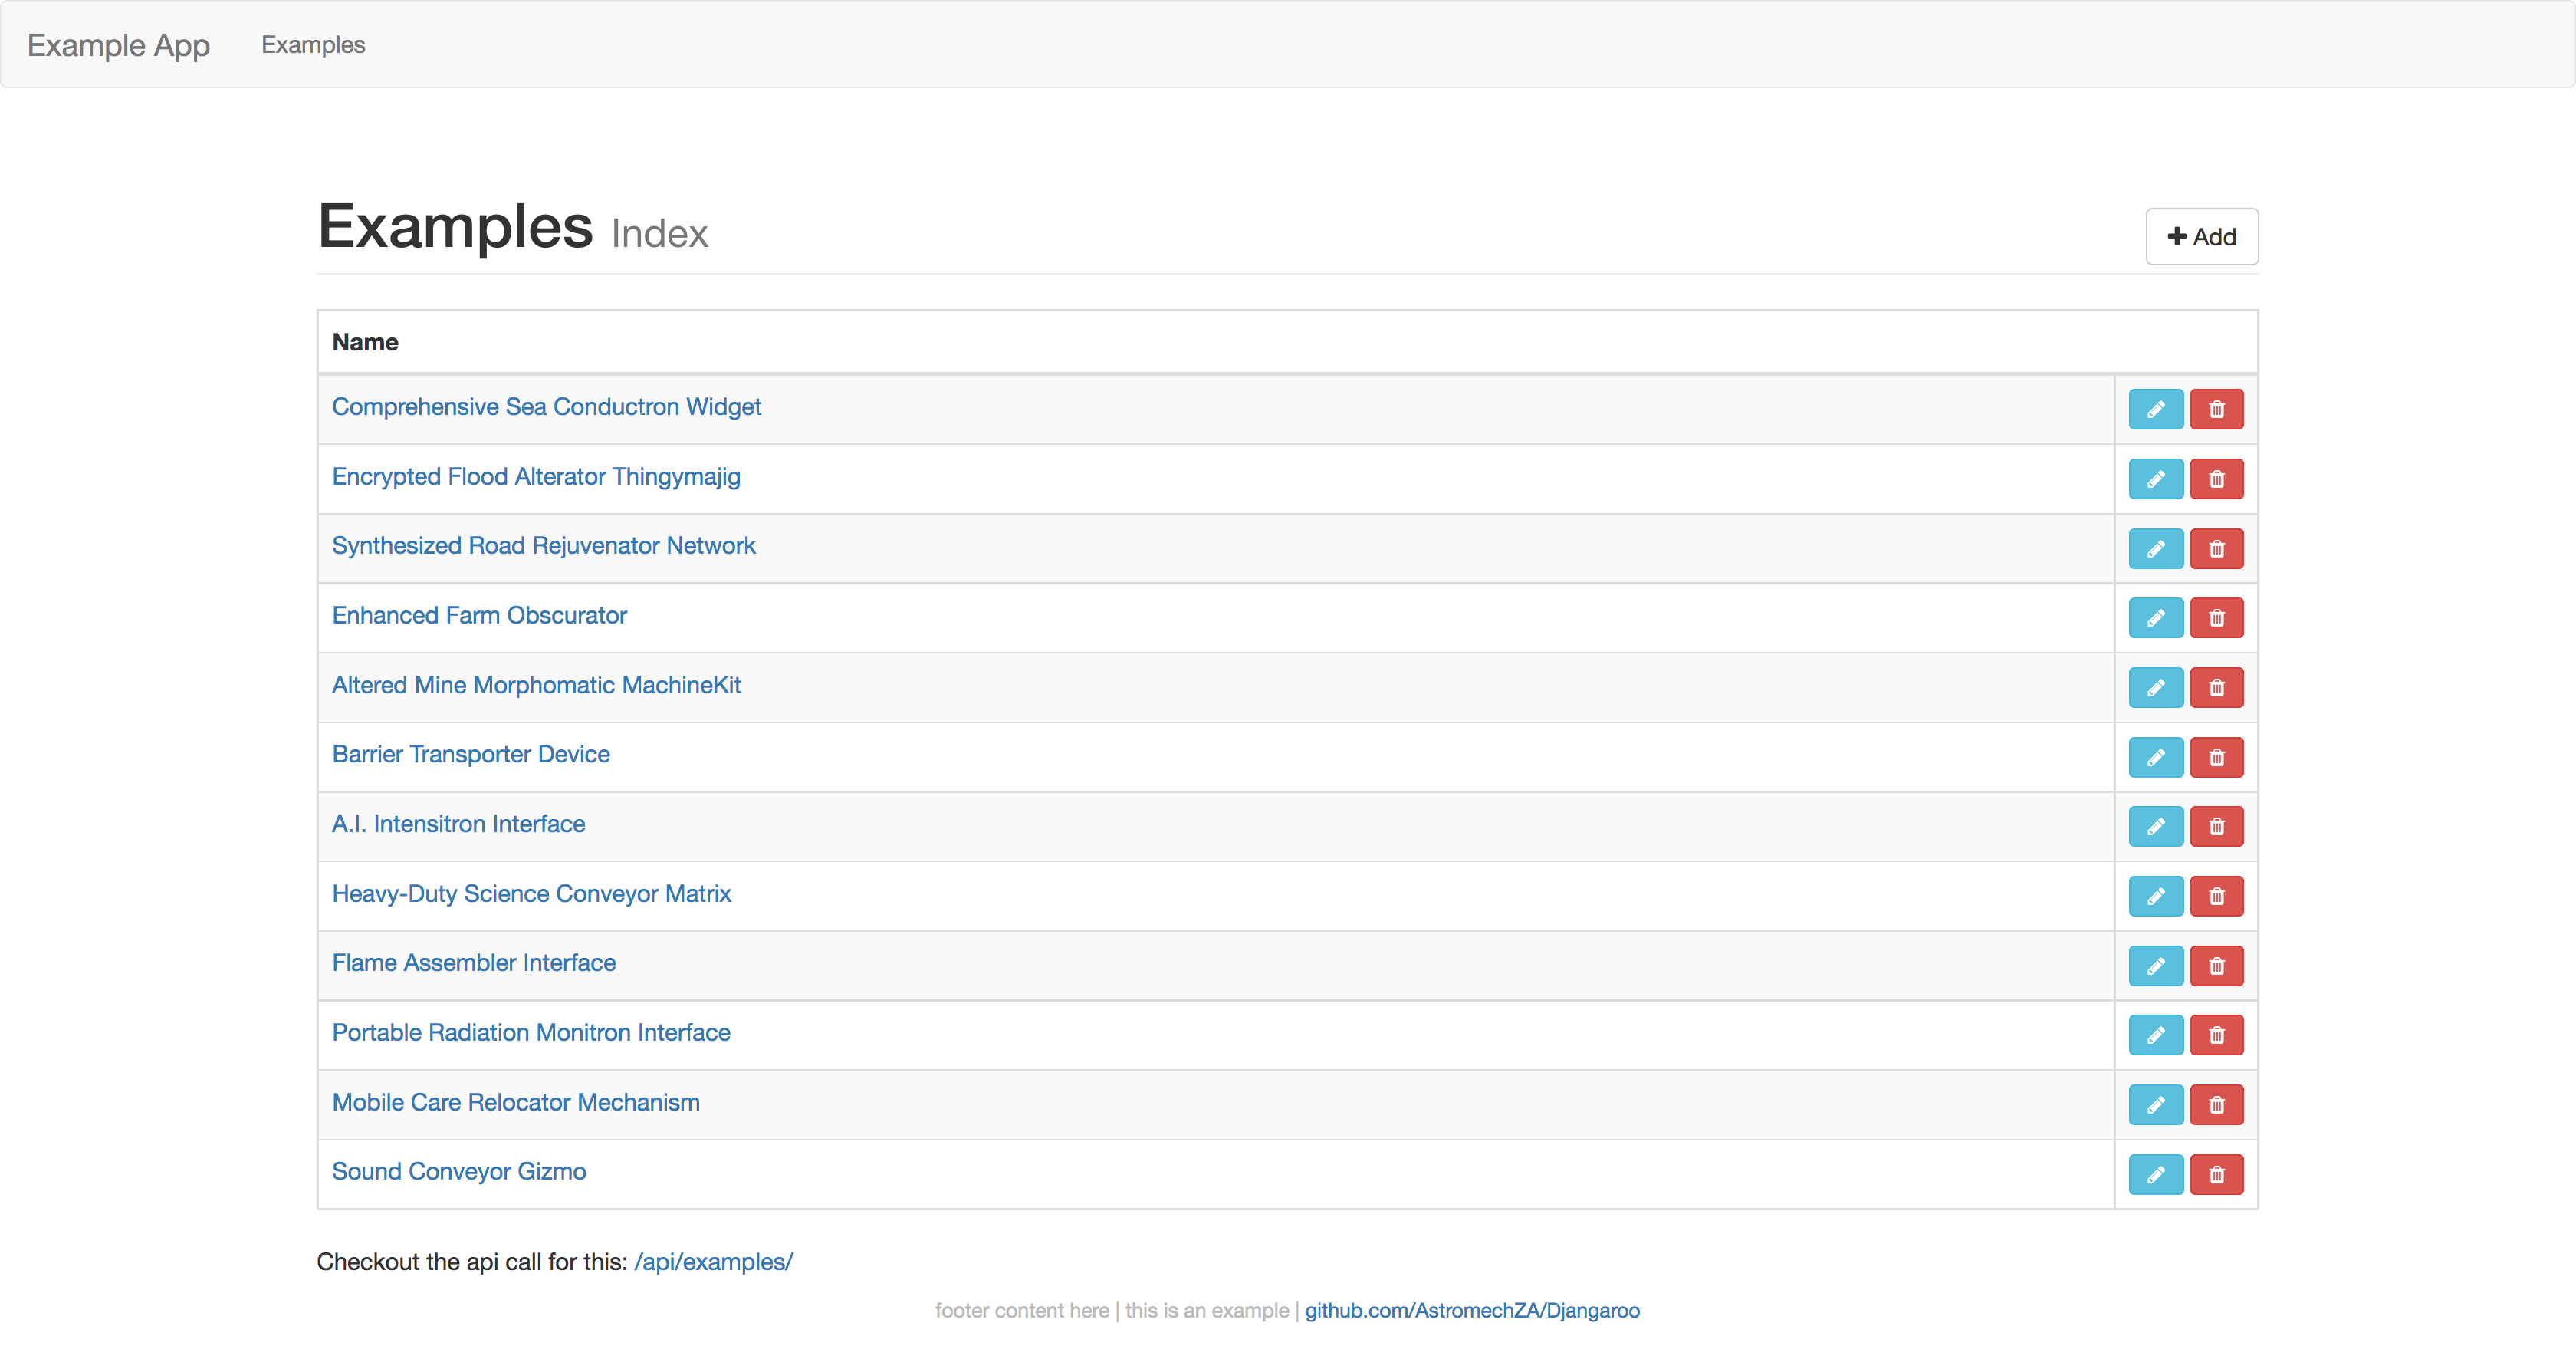 Example App Examples
Examples Index
Add
Name
Comprehensive Sea Conductron Widget
Encrypted Flood Alterator Thingymajig
Synthesized Road Rejuvenator Network
Enhanced Farm Obscurator
Altered Mine Morphomatic MachineKit
Barrier Transporter Device
A.I. Intensitron Interface
Heavy-Duty Science Conveyor Matrix
Flame Assembler Interface
Portable Radiation Monitron Interface
Mobile Care Relocator Mechanism
Sound Conveyor Gizmo
Checkout the api call for this: /api/examples/
footer content here | this is an example | github.com/AstromechZA/Djangaroo